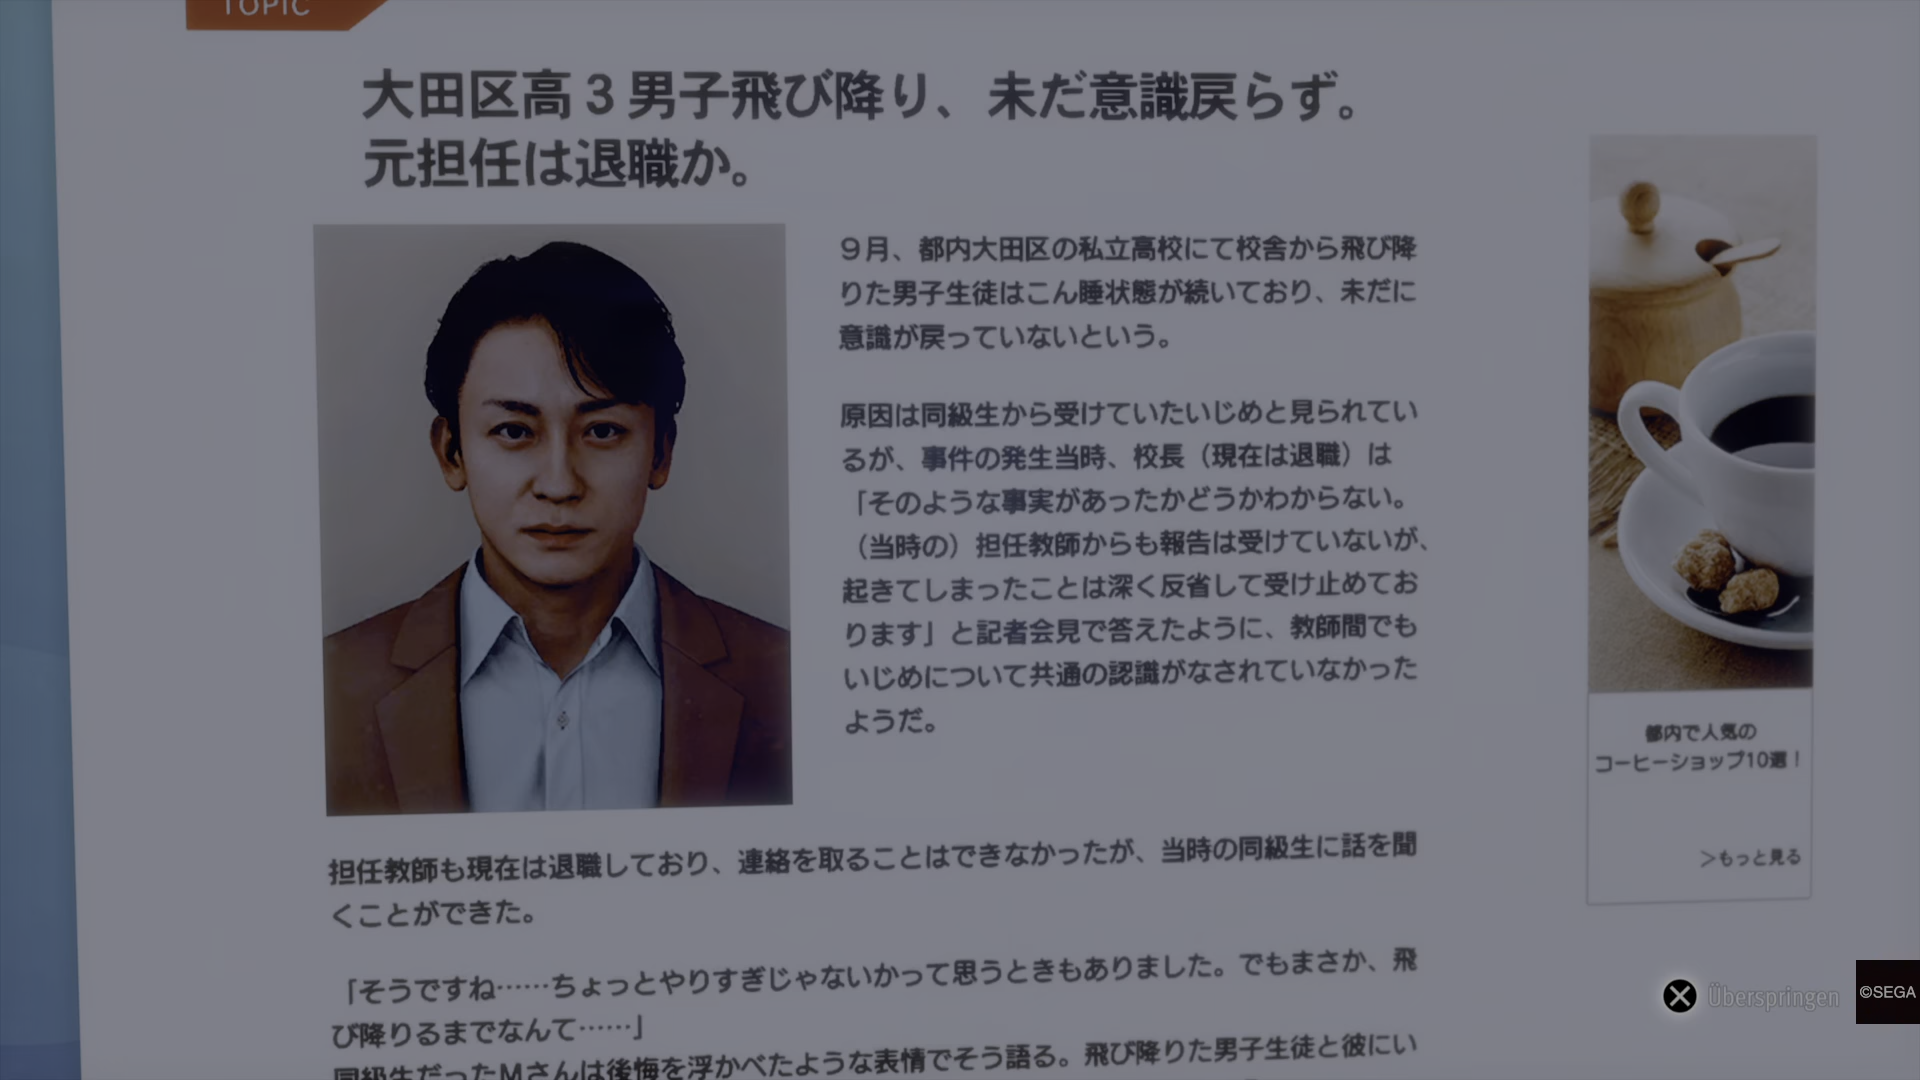 TOPIC
大田区高3男子飛び降り、未だ意識戻らず。
元担任は退職か。
9月、都内大田区の私立高校にて校舎から飛び降
りた男子生徒はこん睡状態が続いており、未だに
意識が戻っていないという。
原因は同級生から受けていたいじめと見られてい
るが、事件の発生当時、校長（現在は退職）は
「そのような事実があったかどうかわからない。
（当時の）担任教師からも報告は受けていないが、
起きてしまったことは深く反省して受け止めてお
ります」と記者会見で答えたように、教師間でも
いじめについて共通の認識がなされていなかった
ようだ。
担任教師も現在は退職しており、連絡を取ることはできなかったが、当時の同級生に話を聞
くことができた。
「そうですね……ちょっとやりすぎじゃないかって思うときもありました。でもまさか、飛
び降りるまでなんて……」
同級生だったMさんは後悔を浮かべたような表情でそう語る。飛び降りた男子生徒と彼にい
都内で人気の
コーヒーショップ10選！
＞もっと見る
Überspringen
©SEGA